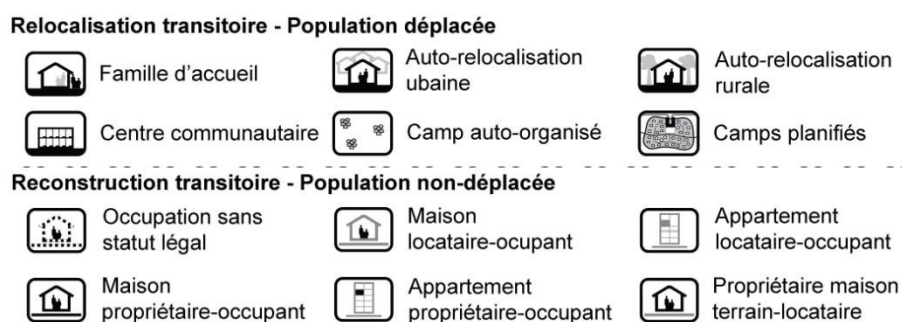 Relocalisation transitoire - Population déplacée
Famille d’accueil
Auto-relocalisation
ubaine
Auto-relocalisation
rurale
Centre communautaire
Camp auto-organisé
Camps planifiés
Reconstruction transitoire - Population non-déplacée
Occupation sans
statut légal
Maison
locataire-ocupant
Appartement
locataire-occupant
Maison
propriétaire-occupant
Appartement
propriétaire-occupant
Propriétaire maison
terrain-locataire